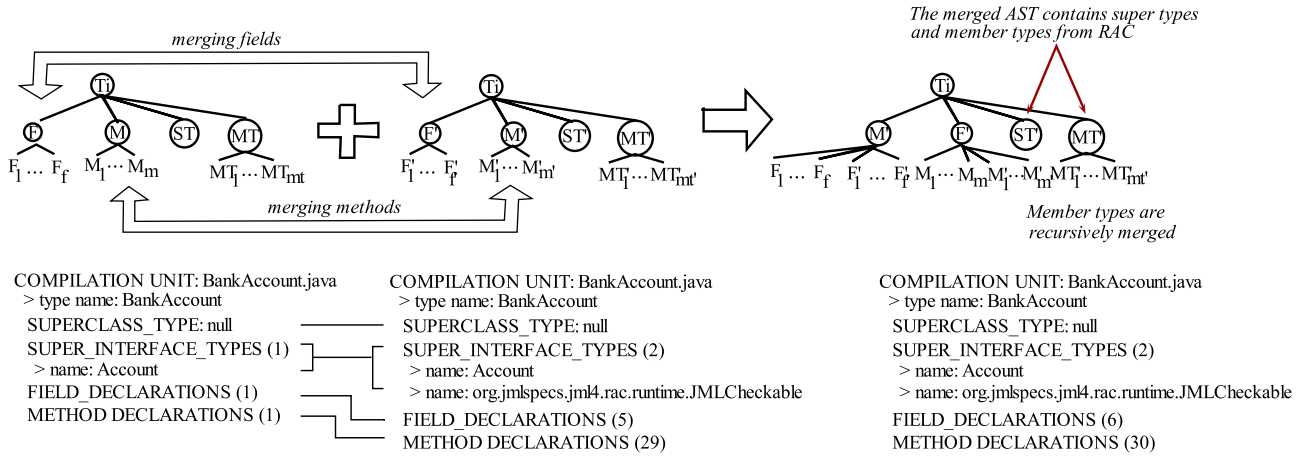 The merged AST contains super types
and member types from RAC
merging fields
Ti
F M ST MT
F1 ... Ff M1 ... Mm MT1 ... MTmt
Ti
F' M' ST' MT'
F'1 ... F'f' M'1 ... M'm' MT'1 ... MT'mt'
Ti
M' F' ST' MT'
F1 ... Ff F'1 ... F'f' M1 ... Mm M'1 ... M'm' MT'1 ... MT'mt'
merging methods
Member types are
recursively merged
COMPILATION UNIT: BankAccount.java
> type name: BankAccount
SUPERCLASS_TYPE: null
SUPER_INTERFACE_TYPES (1)
> name: Account
FIELD_DECLARATIONS (1)
METHOD DECLARATIONS (1)
COMPILATION UNIT: BankAccount.java
> type name: BankAccount
SUPERCLASS_TYPE: null
SUPER_INTERFACE_TYPES (2)
> name: Account
> name: org.jmlspecs.jml4.rac.runtime.JMLCheckable
FIELD_DECLARATIONS (5)
METHOD DECLARATIONS (29)
COMPILATION UNIT: BankAccount.java
> type name: BankAccount
SUPERCLASS_TYPE: null
SUPER_INTERFACE_TYPES (2)
> name: Account
> name: org.jmlspecs.jml4.rac.runtime.JMLCheckable
FIELD_DECLARATIONS (6)
METHOD DECLARATIONS (30)